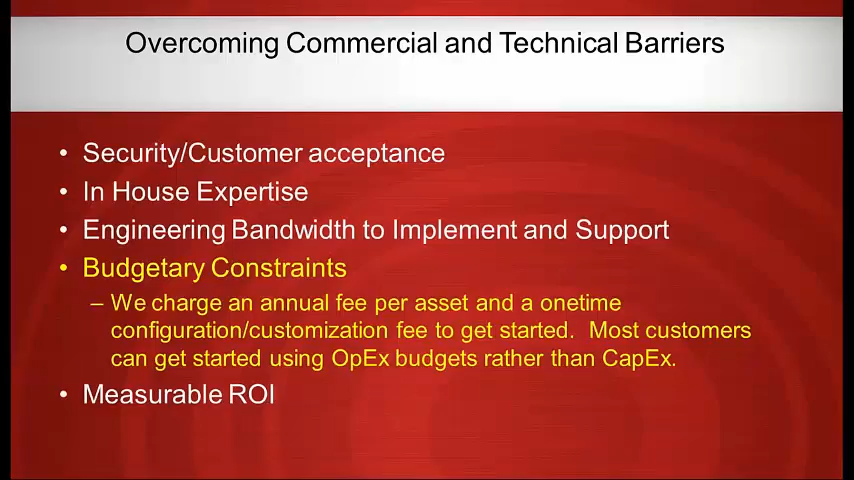 Overcoming Commercial and Technical Barriers
• Security/Customer acceptance
• In House Expertise
• Engineering Bandwidth to Implement and Support
• Budgetary Constraints
– We charge an annual fee per asset and a onetime
configuration/customization fee to get started.  Most customers
can get started using OpEx budgets rather than CapEx.
• Measurable ROI